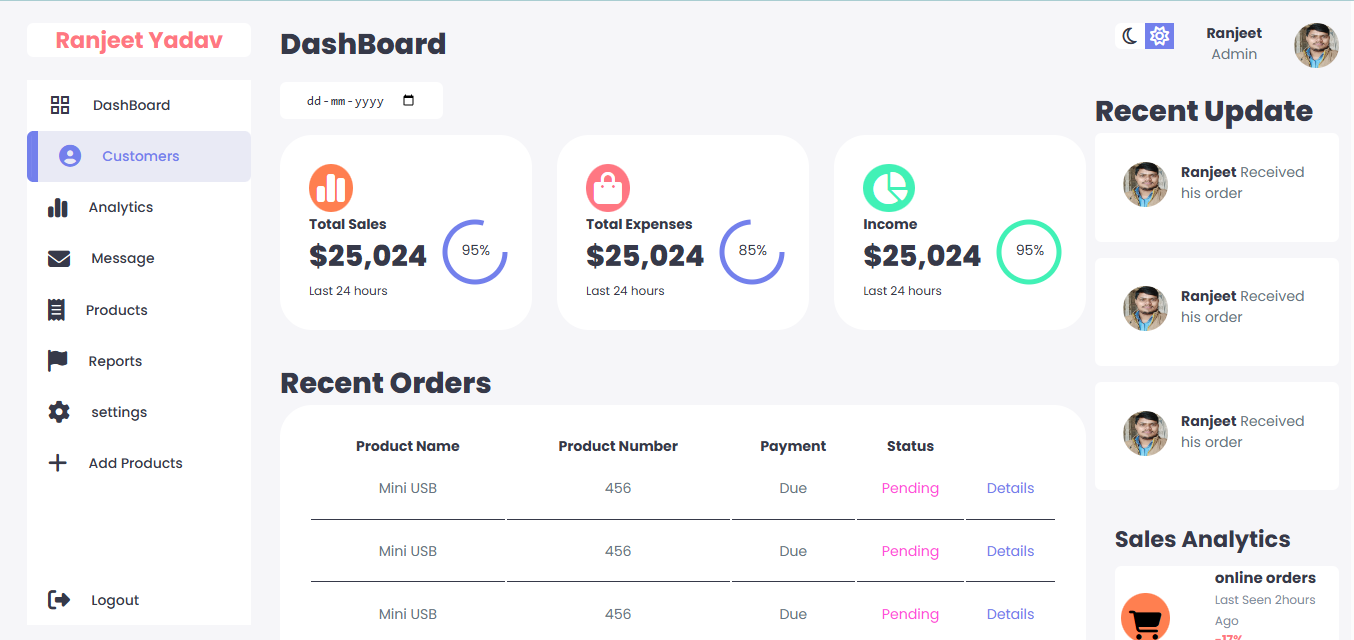 Ranjeet Yadav
DashBoard
Customers
Analytics
Message
Products
Reports
settings
Add Products
Logout
DashBoard
dd-mm-yyyy
Total Sales
$25,024
Last 24 hours
95%
Total Expenses
$25,024
Last 24 hours
85%
Income
$25,024
Last 24 hours
95%
Recent Orders
Product Name Product Number Payment Status
Mini USB 456 Due Pending Details
Mini USB 456 Due Pending Details
Mini USB 456 Due Pending Details
Ranjeet
Admin
Recent Update
Ranjeet Received
his order
Ranjeet Received
his order
Ranjeet Received
his order
Sales Analytics
online orders
Last Seen 2hours
Ago
-17%